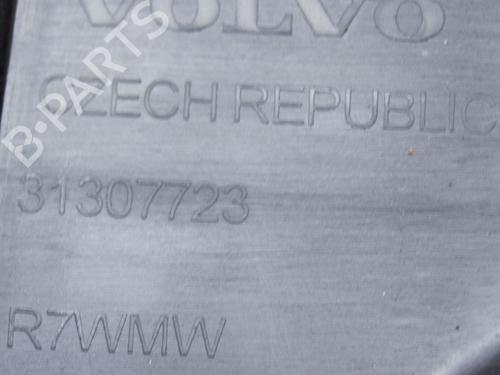 VOLVO
CZECH REPUBLIC
31307723
R7WMW
B-PARTS